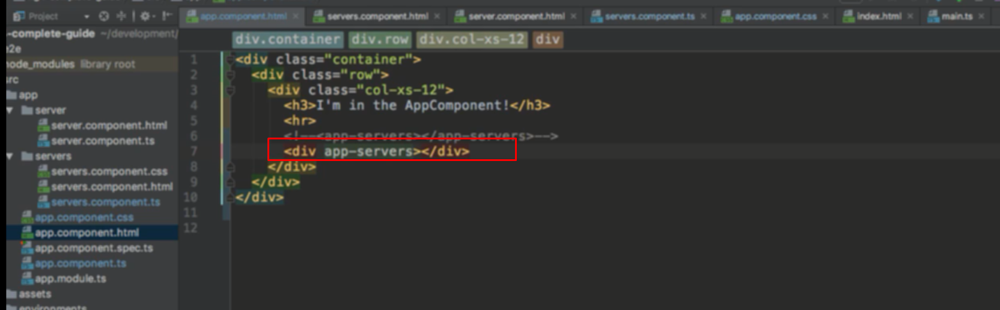 Project
app.component.html
servers.component.html
server.component.html
servers.component.ts
app.component.css
index.html
main.ts
-complete-guide ~/development/
e2e
node_modules library root
src
app
server
server.component.html
server.component.ts
servers
servers.component.css
servers.component.html
servers.component.ts
app.component.css
app.component.html
app.component.spec.ts
app.component.ts
app.module.ts
assets
environments
div.container div.row div.col-xs-12 div
1 <div class="container">
2 <div class="row">
3 <div class="col-xs-12">
4 <h3>I'm in the AppComponent!</h3>
5 <hr>
6 <!--<app-servers></app-servers>-->
7 <div app-servers></div>
8 </div>
9 </div>
10 </div>
11
12